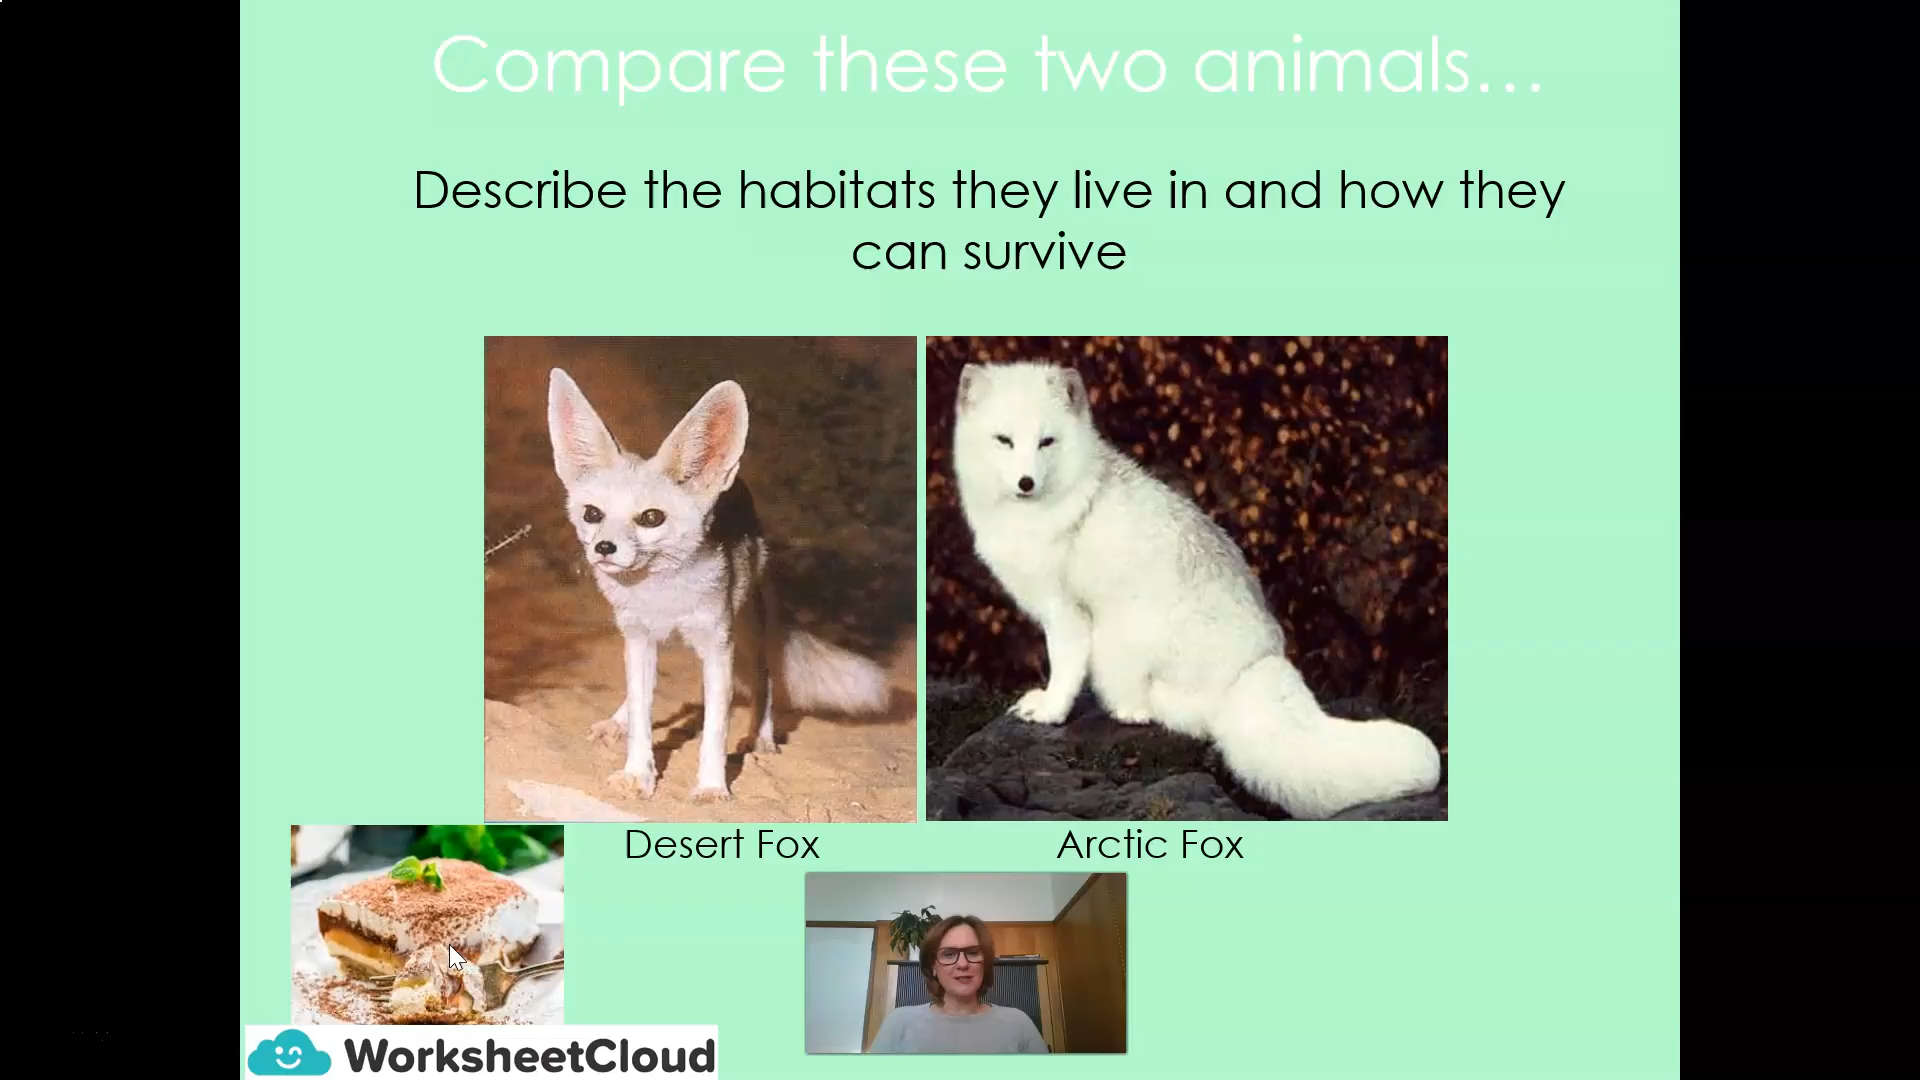 Compare these two animals...
Describe the habitats they live in and how they
can survive
Desert Fox
Arctic Fox
WorksheetCloud